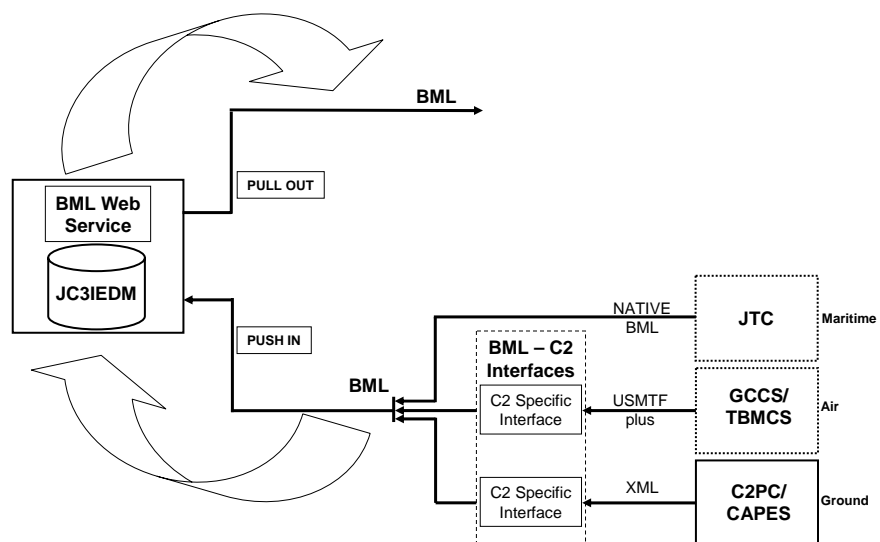 BML
PULL OUT
BML Web
Service
JC3IEDM
PUSH IN
BML
BML – C2
Interfaces
C2 Specific
Interface
C2 Specific
Interface
NATIVE
BML
USMTF
plus
XML
JTC
Maritime
GCCS/
TBMCS
Air
C2PC/
CAPES
Ground